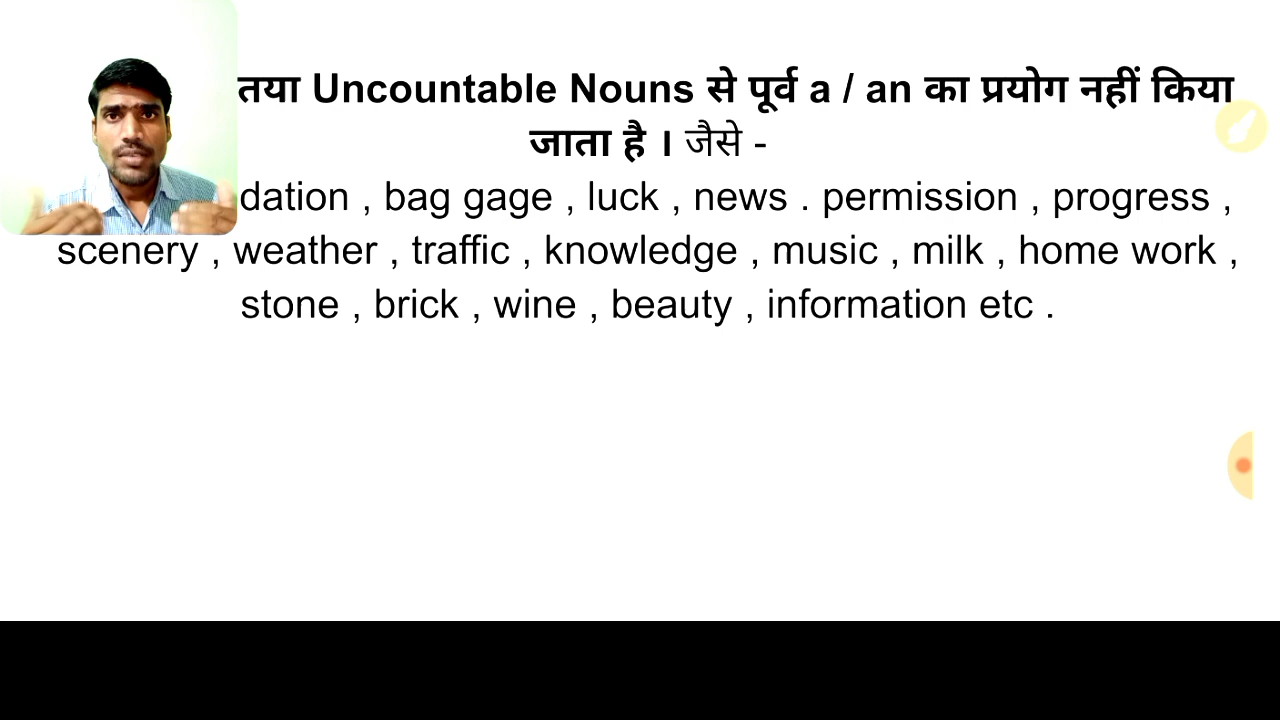 तया Uncountable Nouns से पूर्व a / an का प्रयोग नहीं किया
जाता है । जैसे -
dation , bag gage , luck , news . permission , progress ,
scenery , weather , traffic , knowledge , music , milk , home work ,
stone , brick , wine , beauty , information etc .